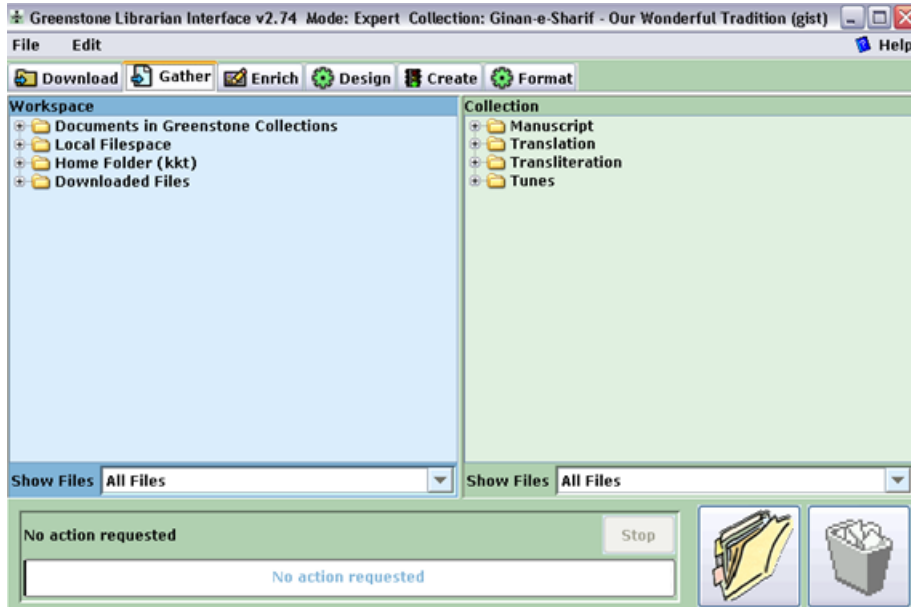 Greenstone Librarian Interface v2.74 Mode: Expert Collection: Ginan-e-Sharif - Our Wonderful Tradition (gist)
File Edit Help
Download Gather Enrich Design Create Format
Workspace
Documents in Greenstone Collections
Local Filespace
Home Folder (kkt)
Downloaded Files
Show Files All Files
Collection
Manuscript
Translation
Transliteration
Tunes
Show Files All Files
No action requested Stop
No action requested